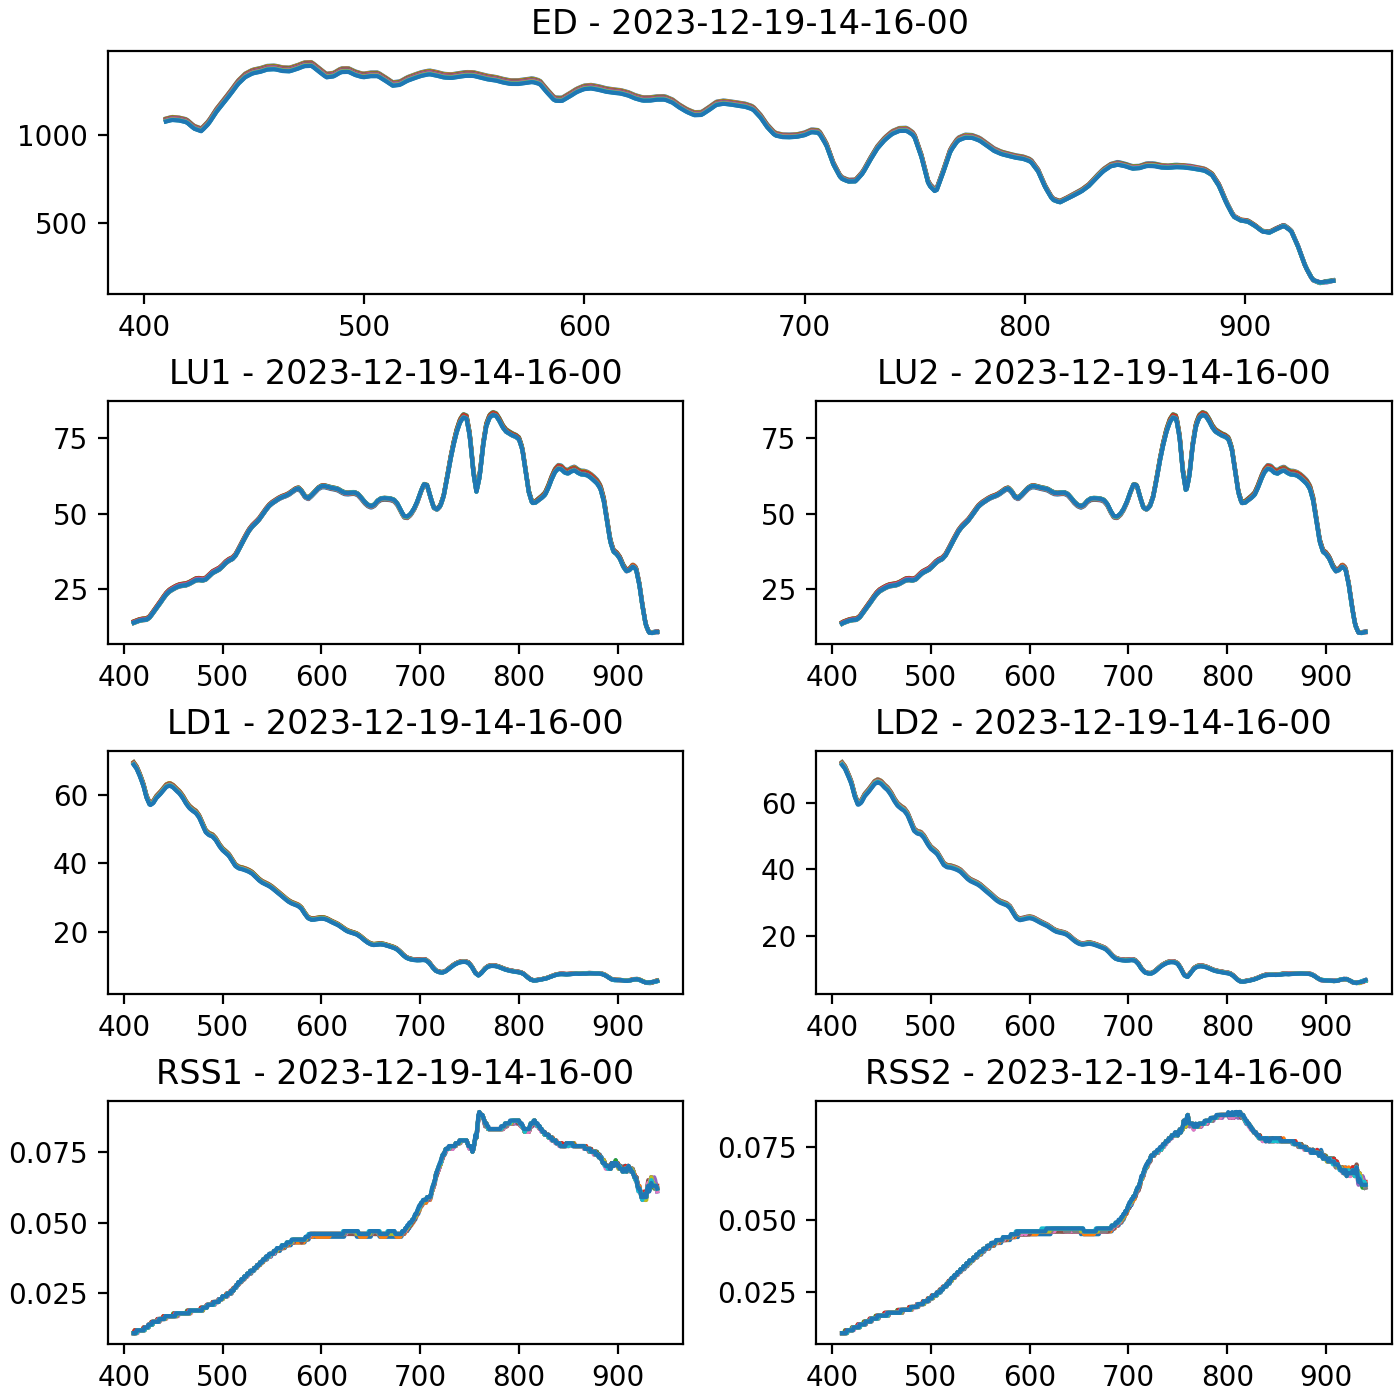 ED - 2023-12-19-14-16-00
1000
500
400 500 600 700 800 900
LU1 - 2023-12-19-14-16-00
75
50
25
400 500 600 700 800 900
LU2 - 2023-12-19-14-16-00
75
50
25
400 500 600 700 800 900
LD1 - 2023-12-19-14-16-00
60
40
20
400 500 600 700 800 900
LD2 - 2023-12-19-14-16-00
60
40
20
400 500 600 700 800 900
RSS1 - 2023-12-19-14-16-00
0.075
0.050
0.025
400 500 600 700 800 900
RSS2 - 2023-12-19-14-16-00
0.075
0.050
0.025
400 500 600 700 800 900